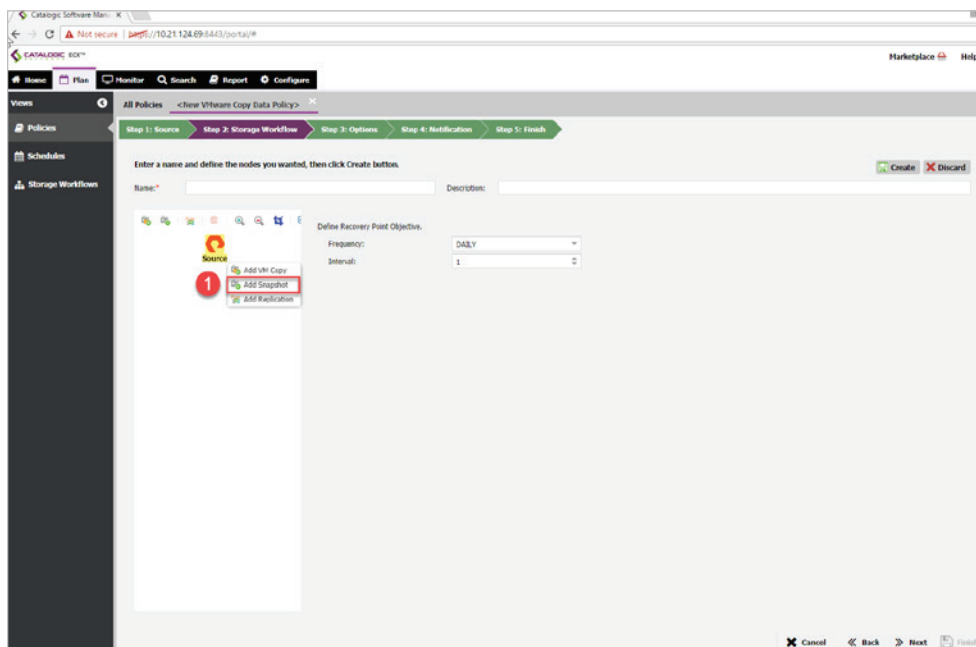 Catalogic Software Mana
Not secure | https://10.21.124.69:8443/portal/#
CATALOGIC ECX™
Marketplace Help
Home Plan Monitor Search Report Configure
Views
All Policies <New VMware Copy Data Policy>
Policies
Step 1: Source Step 2: Storage Workflow Step 3: Options Step 4: Notification Step 5: Finish
Schedules
Enter a name and define the nodes you wanted, then click Create button.
Create Discard
Storage Workflows
Name:* Description:
Define Recovery Point Objective.
Frequency: DAILY
Source
Interval: 1
Add VM Copy
1 Add Snapshot
Add Replication
Cancel Back Next Finish